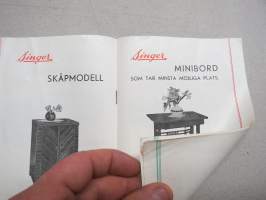 Singer
SKÅPMODELL
Singer
MINIBORD
SOM TAR MINSTA MÖJLIGA PLATS